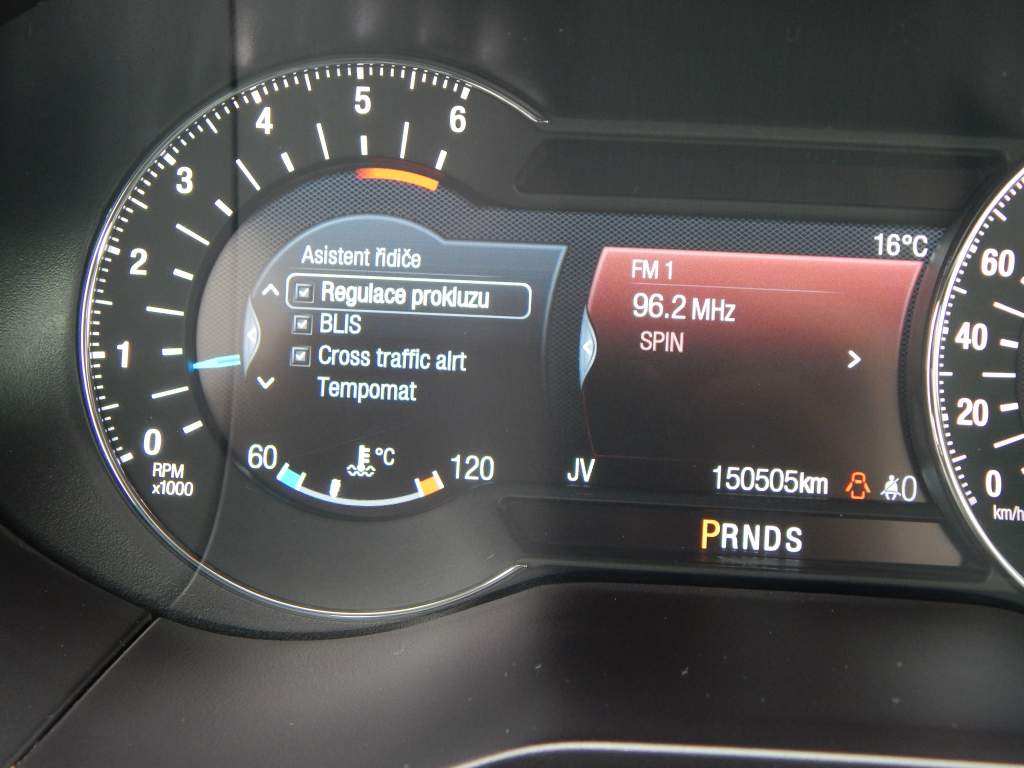 0
1
2
3
4
5
6
RPM
x1000
Asistent řidiče
Regulace prokluzu
BLIS
Cross traffic alrt
Tempomat
60
°C
120
16°C
FM 1
96.2 MHz
SPIN
JV
150505km
0
PRNDS
60
40
20
0
km/h